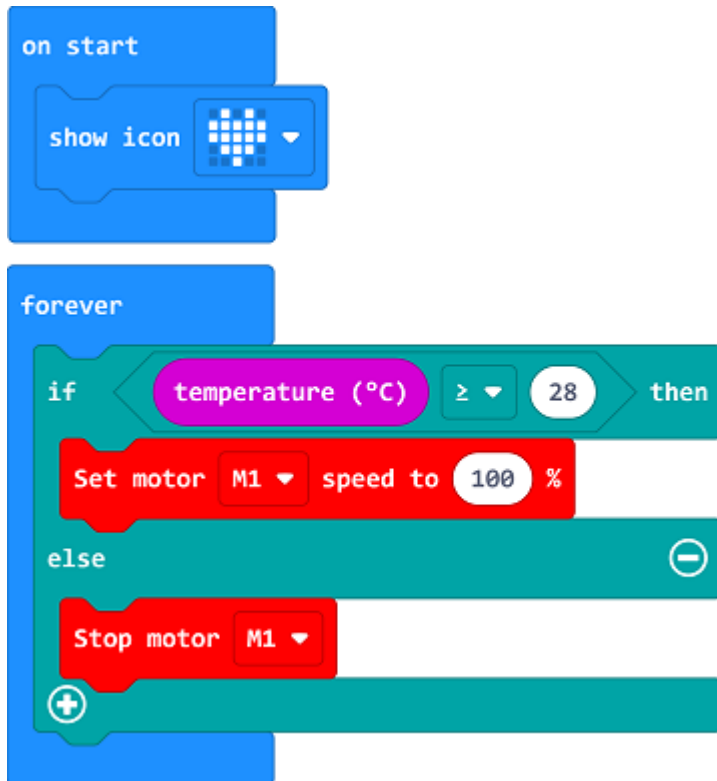 on start
show icon
forever
if temperature (°C) ≥ 28 then
Set motor M1 speed to 100 %
else
Stop motor M1